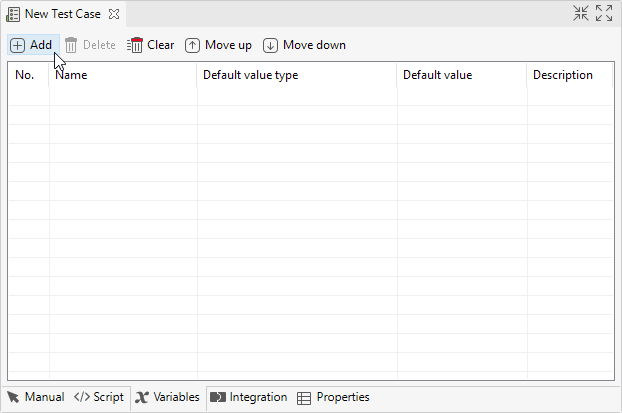 New Test Case
Add Delete Clear Move up Move down
No. Name Default value type Default value Description
Manual </> Script Variables Integration Properties